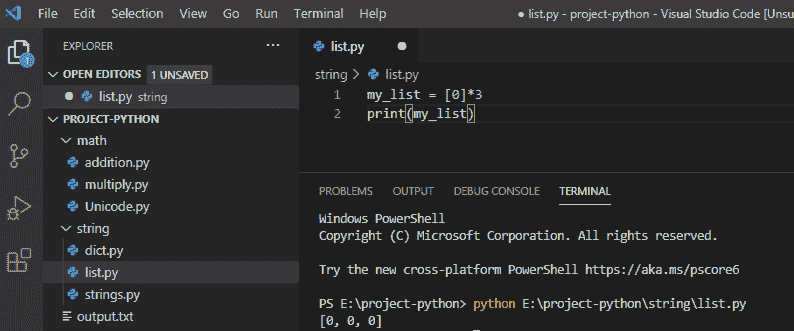 File Edit Selection View Go Run Terminal Help ● list.py - project-python - Visual Studio Code [Unsu
EXPLORER ...
OPEN EDITORS 1 UNSAVED
● list.py string
PROJECT-PYTHON
math
addition.py
multiply.py
Unicode.py
string
dict.py
list.py
strings.py
output.txt
list.py ●
string > list.py
1 my_list = [0]*3
2 print(my_list)
PROBLEMS OUTPUT DEBUG CONSOLE TERMINAL
Windows PowerShell
Copyright (C) Microsoft Corporation. All rights reserved.
Try the new cross-platform PowerShell https://aka.ms/pscore6
PS E:\project-python> python E:\project-python\string\list.py
[0, 0, 0]